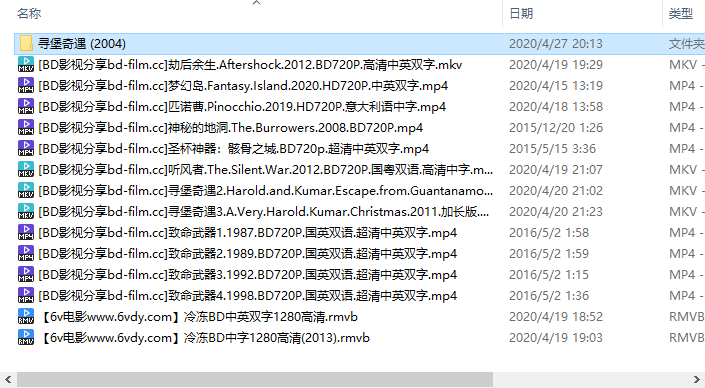 名称 日期 类型
寻堡奇遇 (2004) 2020/4/27 20:13 文件夹
MKV [BD影视分享bd-film.cc]劫后余生.Aftershock.2012.BD720P.高清中英双字.mkv 2020/4/19 19:29 MKV -
MP4 [BD影视分享bd-film.cc]梦幻岛.Fantasy.Island.2020.HD720P.中英双字.mp4 2020/4/15 13:19 MP4 -
MP4 [BD影视分享bd-film.cc]匹诺曹.Pinocchio.2019.HD720P.意大利语中字.mp4 2020/4/18 13:58 MP4 -
MP4 [BD影视分享bd-film.cc]神秘的地洞.The.Burrowers.2008.BD720P.mp4 2015/12/20 1:26 MP4 -
MP4 [BD影视分享bd-film.cc]圣杯神器：骸骨之城.BD720p.超清中英双字.mp4 2015/5/15 3:36 MP4 -
MKV [BD影视分享bd-film.cc]听风者.The.Silent.War.2012.BD720P.国粤双语.高清中字.m... 2020/4/19 21:07 MKV -
MKV [BD影视分享bd-film.cc]寻堡奇遇2.Harold.and.Kumar.Escape.from.Guantanamo... 2020/4/20 21:02 MKV -
MKV [BD影视分享bd-film.cc]寻堡奇遇3.A.Very.Harold.Kumar.Christmas.2011.加长版.... 2020/4/20 21:23 MKV -
MP4 [BD影视分享bd-film.cc]致命武器1.1987.BD720P.国英双语.超清中英双字.mp4 2016/5/2 1:58 MP4 -
MP4 [BD影视分享bd-film.cc]致命武器2.1989.BD720P.国英双语.超清中英双字.mp4 2016/5/2 1:59 MP4 -
MP4 [BD影视分享bd-film.cc]致命武器3.1992.BD720P.国英双语.超清中英双字.mp4 2016/5/2 1:15 MP4 -
MP4 [BD影视分享bd-film.cc]致命武器4.1998.BD720P.国英双语.超清中英双字.mp4 2016/5/2 1:36 MP4 -
RMV 【6v电影www.6vdy.com】冷冻BD中英双字1280高清.rmvb 2020/4/19 18:52 RMVB
RMV 【6v电影www.6vdy.com】冷冻BD中字1280高清(2013).rmvb 2020/4/19 19:03 RMVB